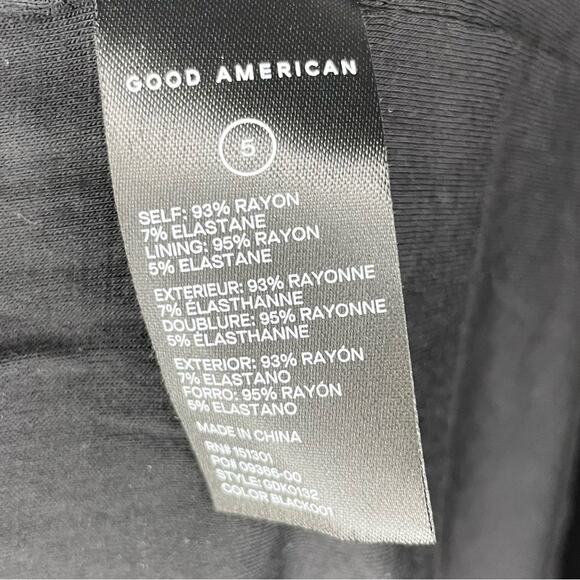 GOOD AMERICAN
5
SELF: 93% RAYON
7% ELASTANE
LINING: 95% RAYON
5% ELASTANE
EXTERIEUR: 93% RAYONNE
7% ÉLASTHANNE
DOUBLURE: 95% RAYONNE
5% ÉLASTHANNE
EXTERIOR: 93% RAYÓN
7% ELASTANO
FORRO: 95% RAYÓN
5% ELASTANO
MADE IN CHINA
RN# 151301
PO# 09366-00
STYLE: GDK0132
COLOR BLACK001